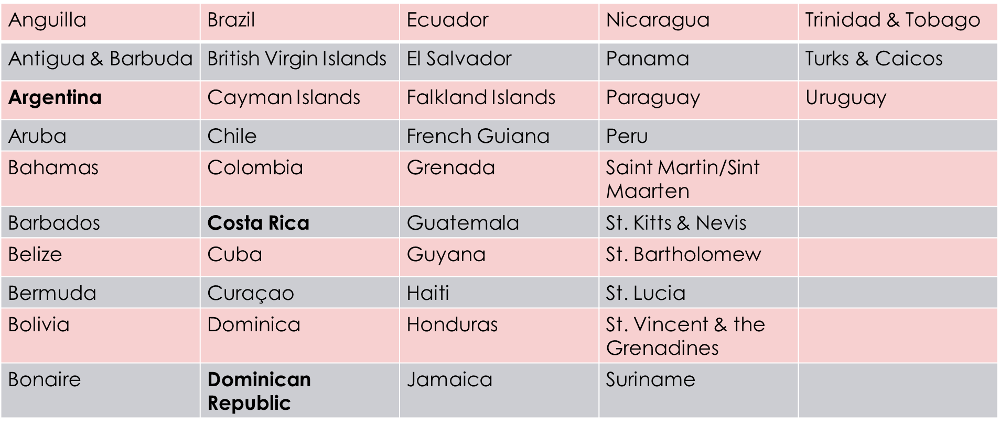 Anguilla Brazil Ecuador Nicaragua Trinidad & Tobago
Antigua & Barbuda British Virgin Islands El Salvador Panama Turks & Caicos
Argentina Cayman Islands Falkland Islands Paraguay Uruguay
Aruba Chile French Guiana Peru
Bahamas Colombia Grenada Saint Martin/Sint
Maarten
Barbados Costa Rica Guatemala St. Kitts & Nevis
Belize Cuba Guyana St. Bartholomew
Bermuda Curaçao Haiti St. Lucia
Bolivia Dominica Honduras St. Vincent & the
Grenadines
Bonaire Dominican Jamaica Suriname
Republic